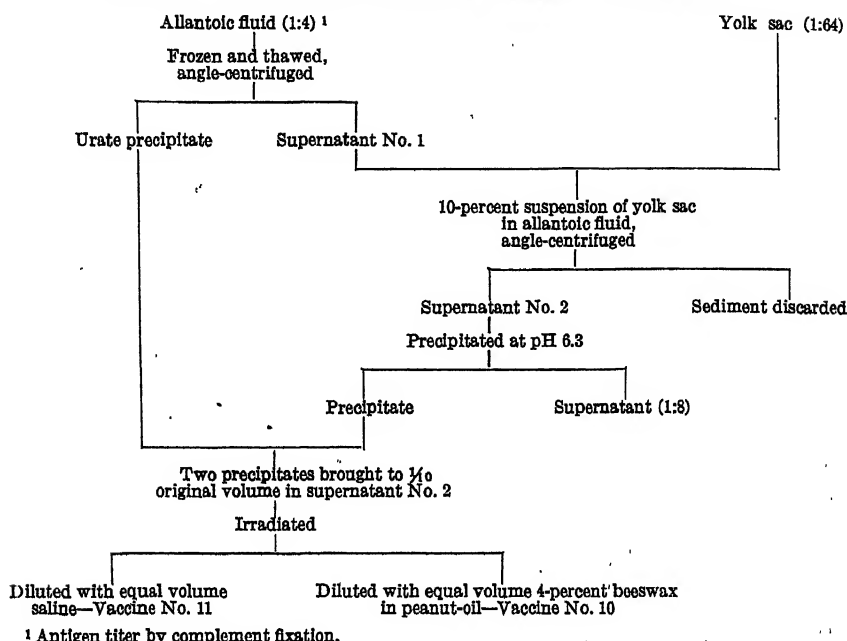 Allantoic fluid (1:4) 1
Yolk sac (1:64)
Frozen and thawed,
angle-centrifuged
Urate precipitate
Supernatant No. 1
10-percent suspension of yolk sac
in allantoic fluid,
angle-centrifuged
Supernatant No. 2
Sediment discarded
Precipitated at pH 6.3
Precipitate
Supernatant (1:8)
Two precipitates brought to 1/10
original volume in supernatant No. 2
Irradiated
Diluted with equal volume
saline—Vaccine No. 11
Diluted with equal volume 4-percent beeswax
in peanut-oil—Vaccine No. 10
1 Antigen titer by complement fixation.